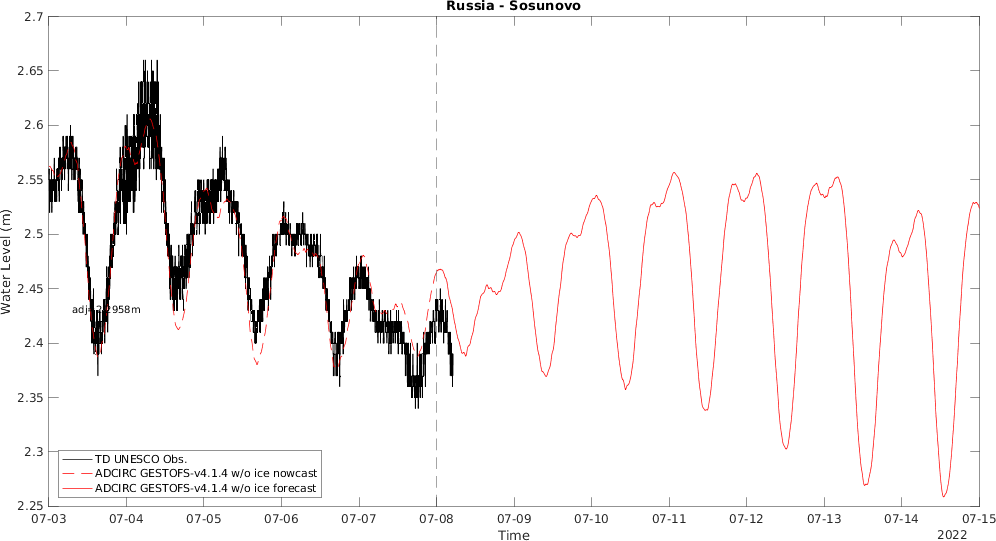 Russia - Sosunovo
2.7
2.65
2.6
2.55
2.5
2.45
2.4
2.35
2.3
2.25
Water Level (m)
adj=2.2958m
TD UNESCO Obs.
ADCIRC GESTOFS-v4.1.4 w/o ice nowcast
ADCIRC GESTOFS-v4.1.4 w/o ice forecast
07-03 07-04 07-05 07-06 07-07 07-08 07-09 07-10 07-11 07-12 07-13 07-14 07-15
Time
2022